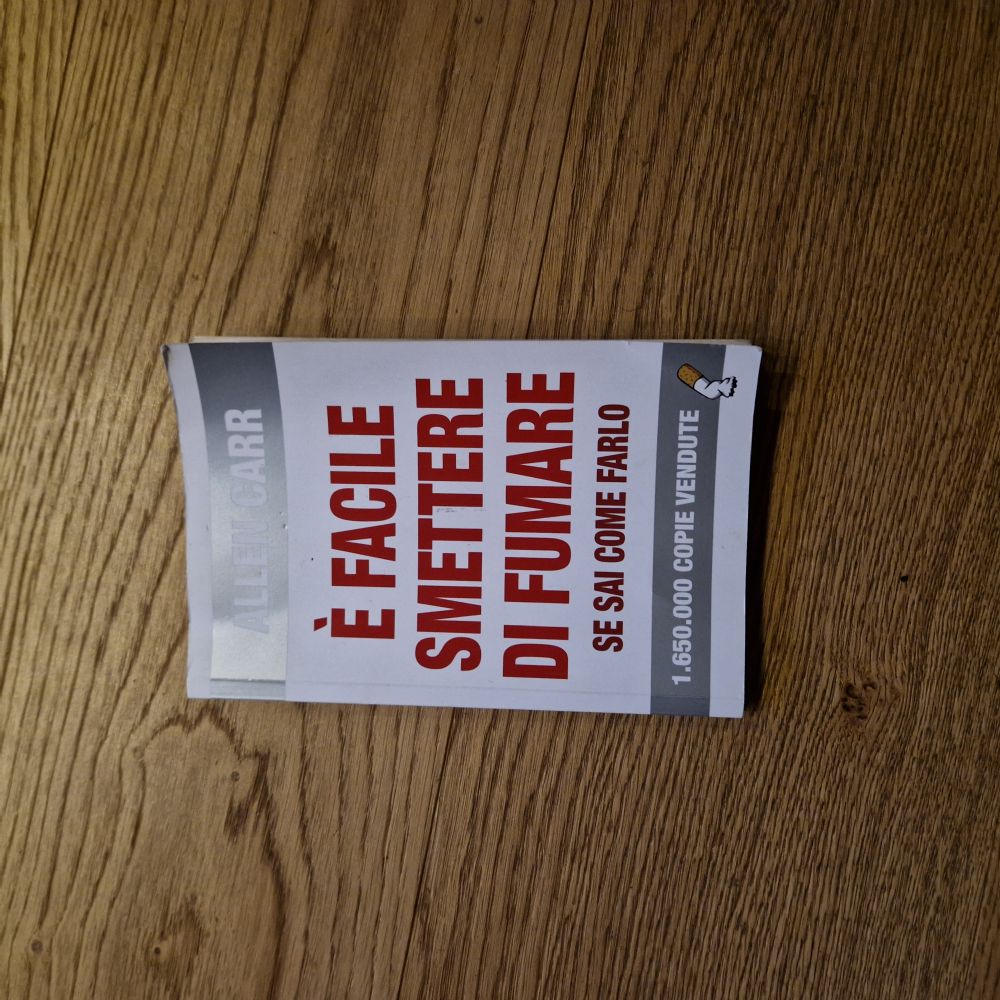 ALLEN CARR
È FACILE
SMETTERE
DI FUMARE
SE SAI COME FARLO
1.650.000 COPIE VENDUTE